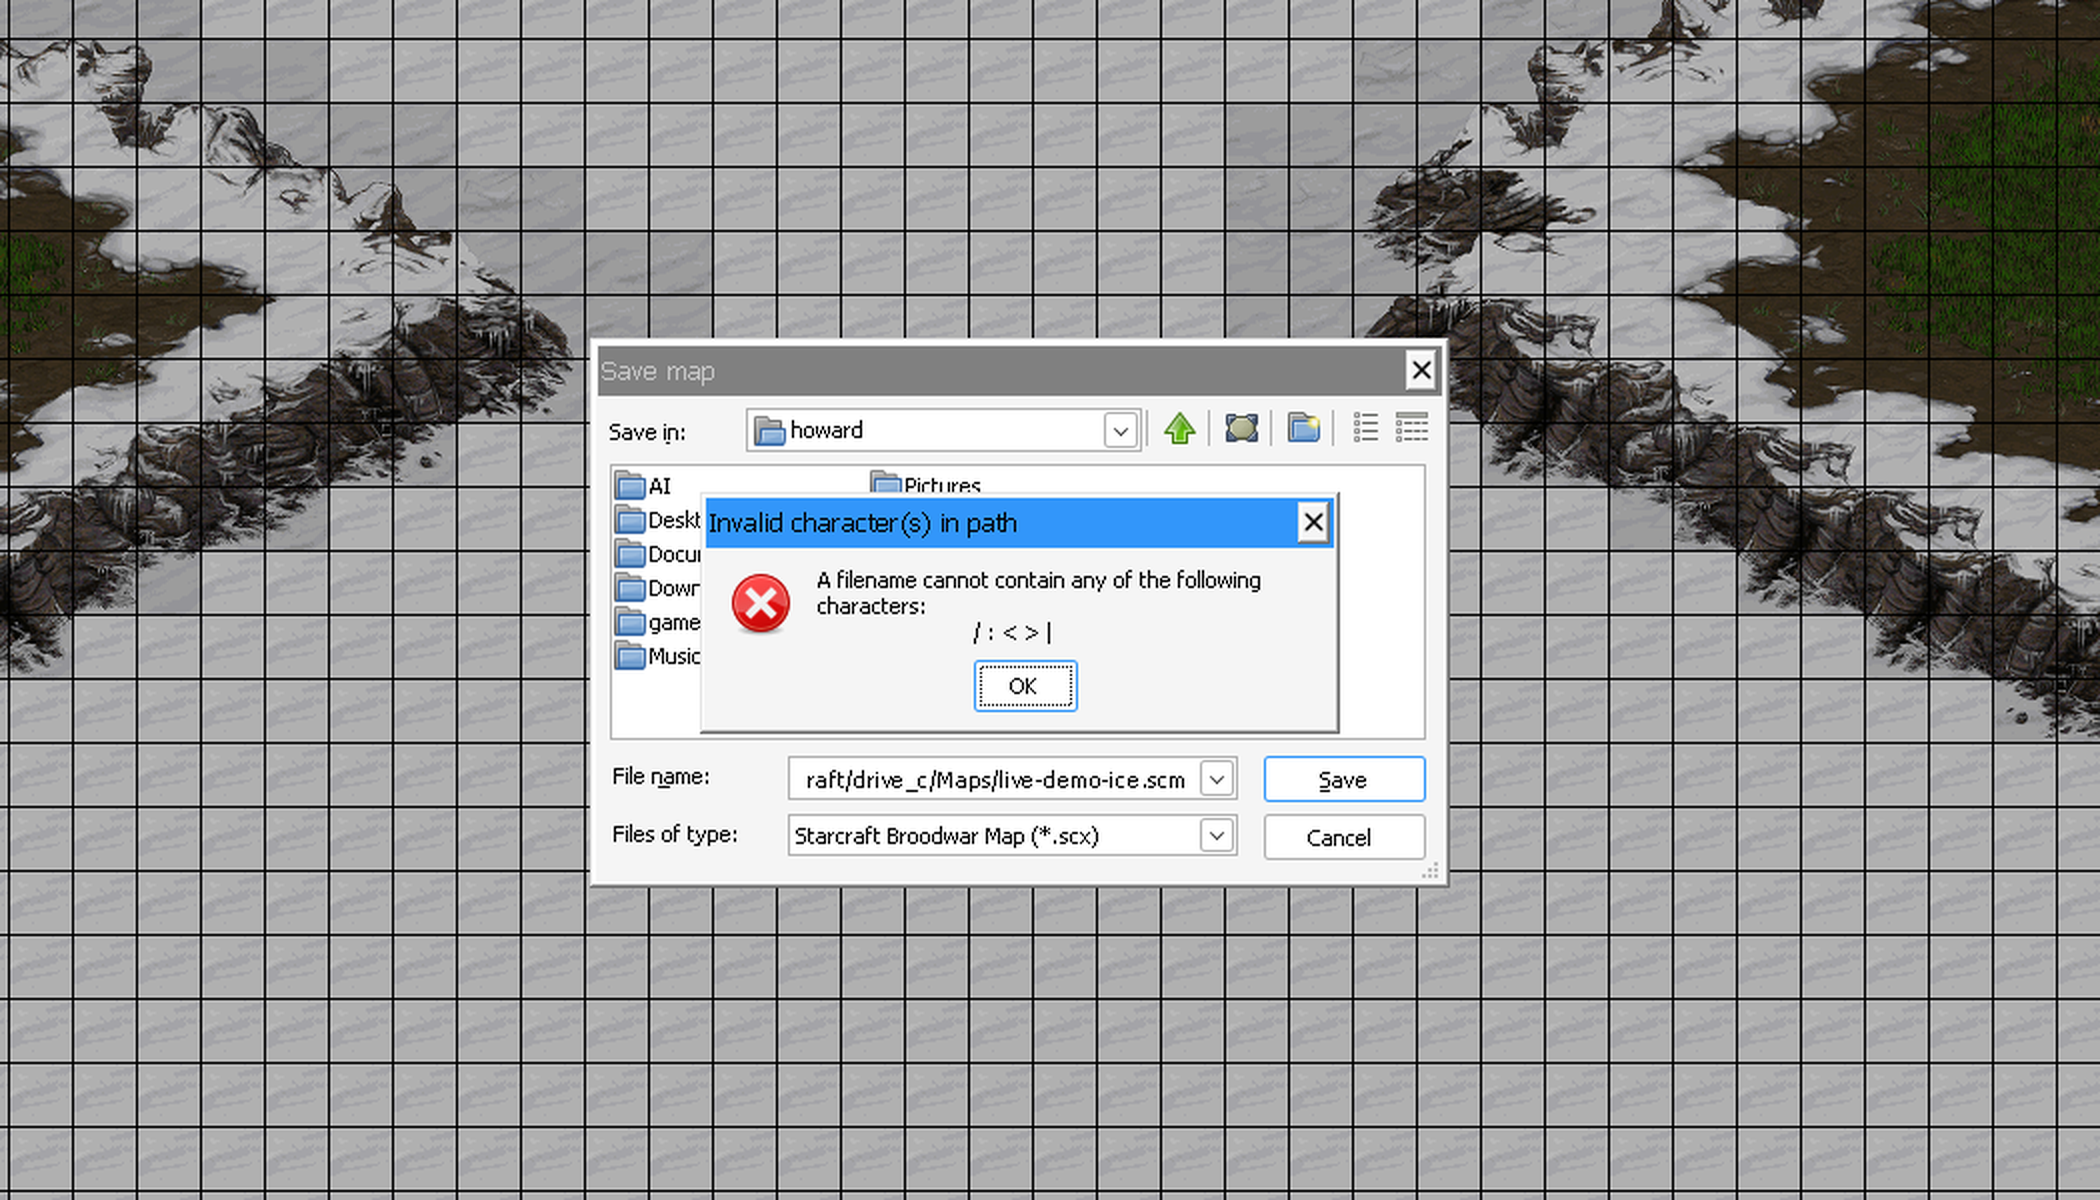 Save map
Save in:
howard
AI
Pictures
Deskt
Docu
Down
game
Music
Invalid character(s) in path
A filename cannot contain any of the following
characters:
/ : < > |
OK
File name:
raft/drive_c/Maps/live-demo-ice.scm
Save
Files of type:
Starcraft Broodwar Map (*.scx)
Cancel